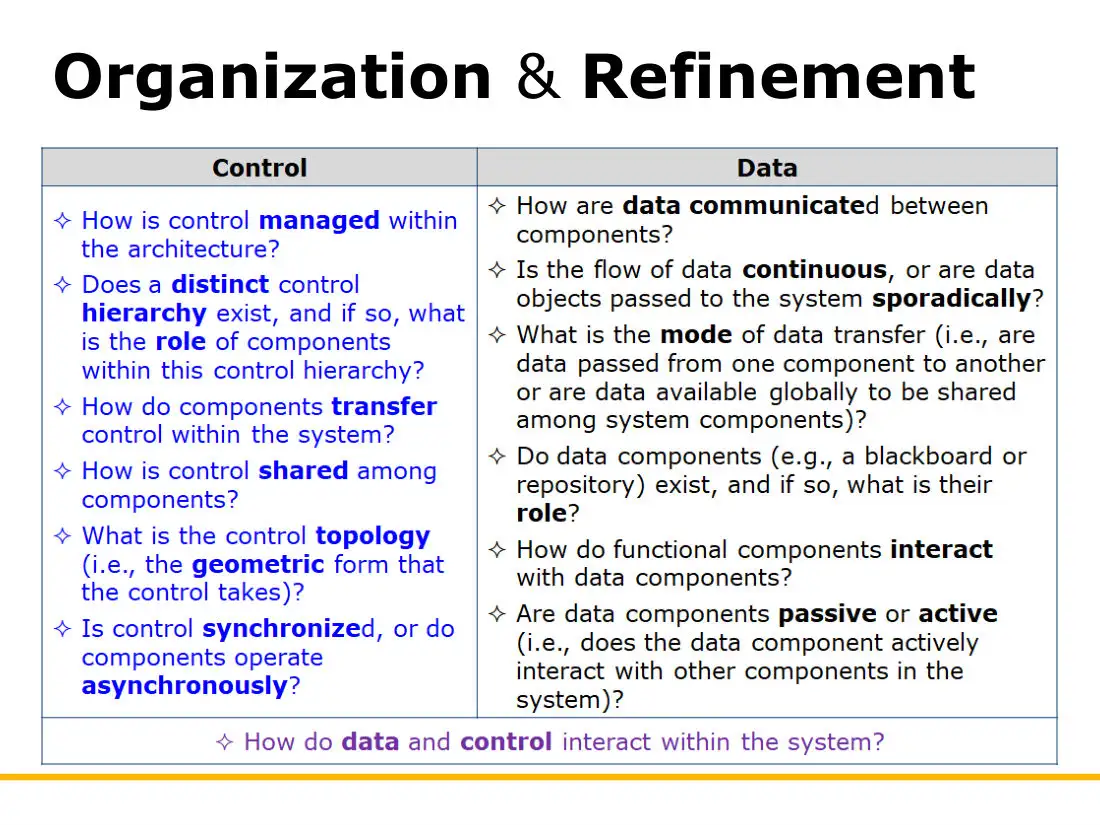 Organization & Refinement
Control
Data
✧ How is control managed within
the architecture?
✧ Does a distinct control
hierarchy exist, and if so, what
is the role of components
within this control hierarchy?
✧ How do components transfer
control within the system?
✧ How is control shared among
components?
✧ What is the control topology
(i.e., the geometric form that
the control takes)?
✧ Is control synchronized, or do
components operate
asynchronously?
✧ How are data communicated between
components?
✧ Is the flow of data continuous, or are data
objects passed to the system sporadically?
✧ What is the mode of data transfer (i.e., are
data passed from one component to another
or are data available globally to be shared
among system components)?
✧ Do data components (e.g., a blackboard or
repository) exist, and if so, what is their
role?
✧ How do functional components interact
with data components?
✧ Are data components passive or active
(i.e., does the data component actively
interact with other components in the
system)?
✧ How do data and control interact within the system?